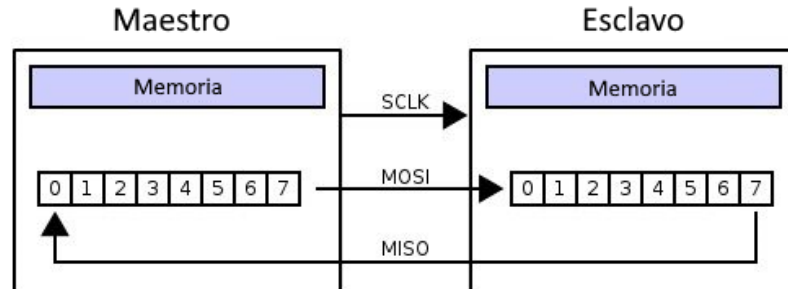 Maestro Esclavo
Memoria Memoria
SCLK
0 1 2 3 4 5 6 7 MOSI 0 1 2 3 4 5 6 7
MISO